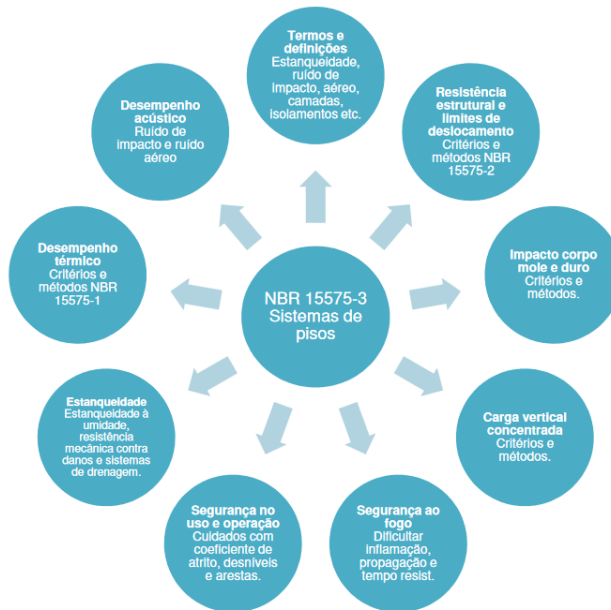 Termos e
definições
Estanqueidade,
ruído de
impacto, aéreo,
camadas,
isolamentos etc.
Resistência
estrutural e
limites de
deslocamento
Critérios e
métodos NBR
15575-2
Impacto corpo
mole e duro
Critérios e
métodos.
Carga vertical
concentrada
Critérios e
métodos.
Segurança ao
fogo
Dificultar
inflamação,
propagação e
tempo resist.
Segurança no
uso e operação
Cuidados com
coeficiente de
atrito, desníveis
e arestas.
Estanqueidade
Estanqueidade à
umidade,
resistência
mecânica contra
danos e sistemas
de drenagem.
Desempenho
térmico
Critérios e
métodos NBR
15575-1
Desempenho
acústico
Ruído de
impacto e ruído
aéreo
NBR 15575-3
Sistemas de
pisos